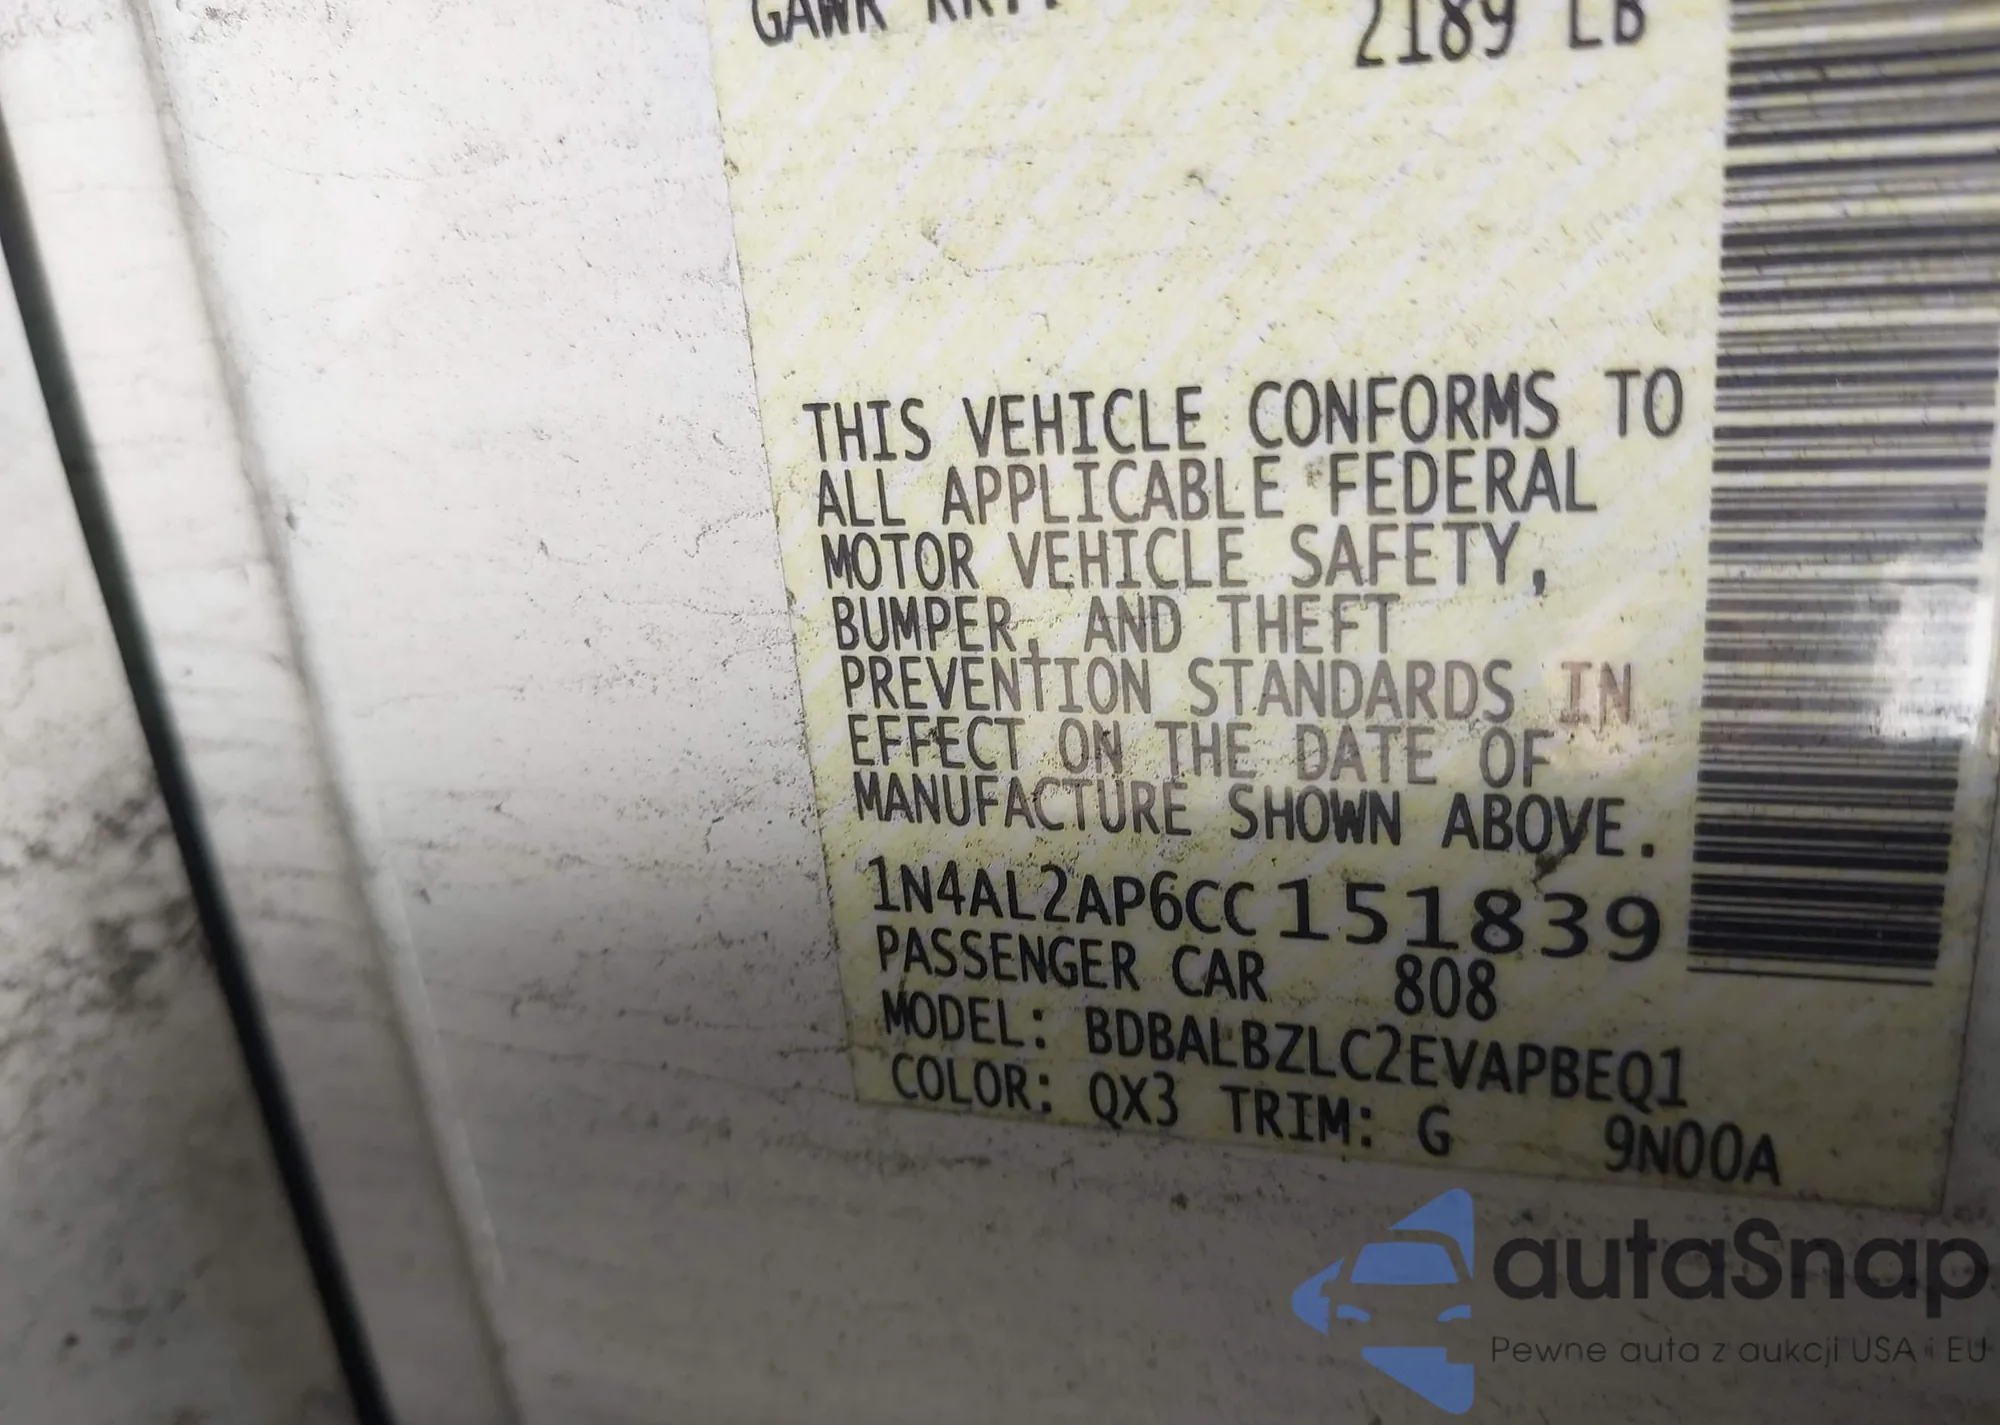 GAWR RR::
2189 LB
THIS VEHICLE CONFORMS TO
ALL APPLICABLE FEDERAL
MOTOR VEHICLE SAFETY,
BUMPER, AND THEFT
PREVENTION STANDARDS IN
EFFECT ON THE DATE OF
MANUFACTURE SHOWN ABOVE.
1N4AL2AP6CC151839
PASSENGER CAR 808
MODEL: BDBALBZLC2EVAPBEQ1
COLOR: QX3 TRIM: G 9N00A
autaSnap
Pewne auta z aukcji USA i EU